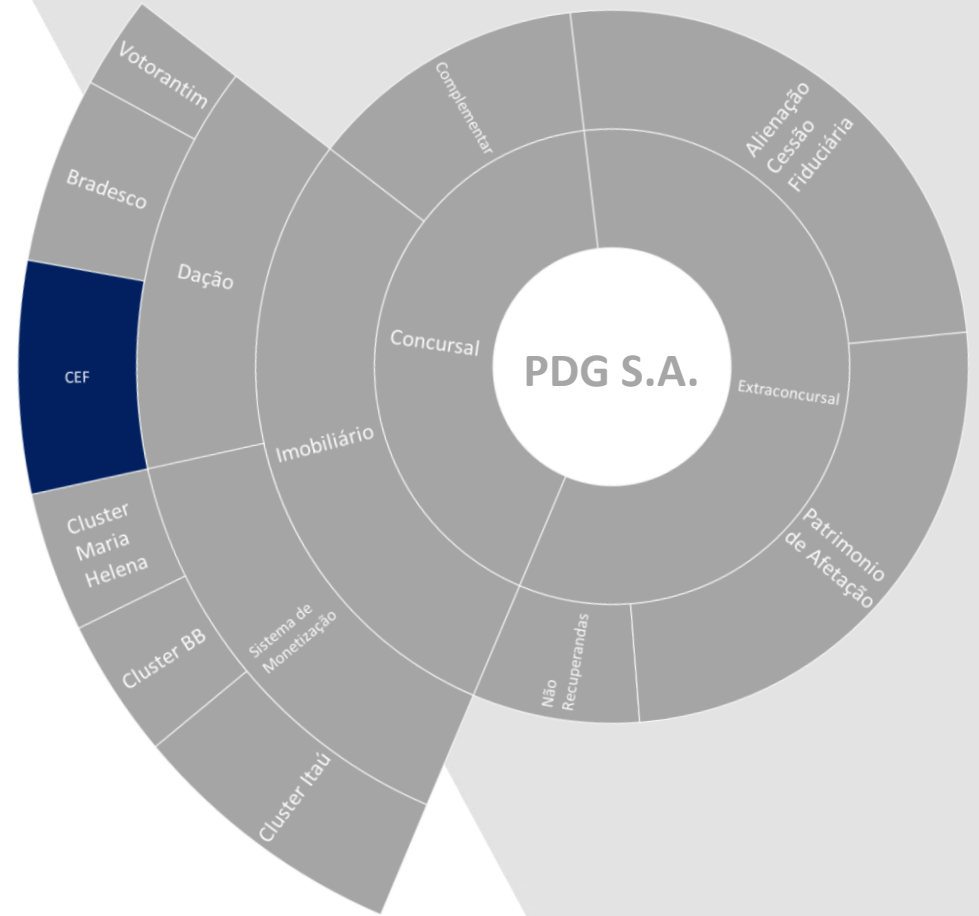 Votorantim
Bradesco
CEF
Cluster
Maria
Helena
Cluster BB
Cluster Itaú
Dação
Sistema de
Monetização
Imobiliário
Complementar
Concursal
PDG S.A.
Extraconcursal
Alienação
Cessão
Fiduciária
Patrimonio
de Afetação
Não
Recuperandas